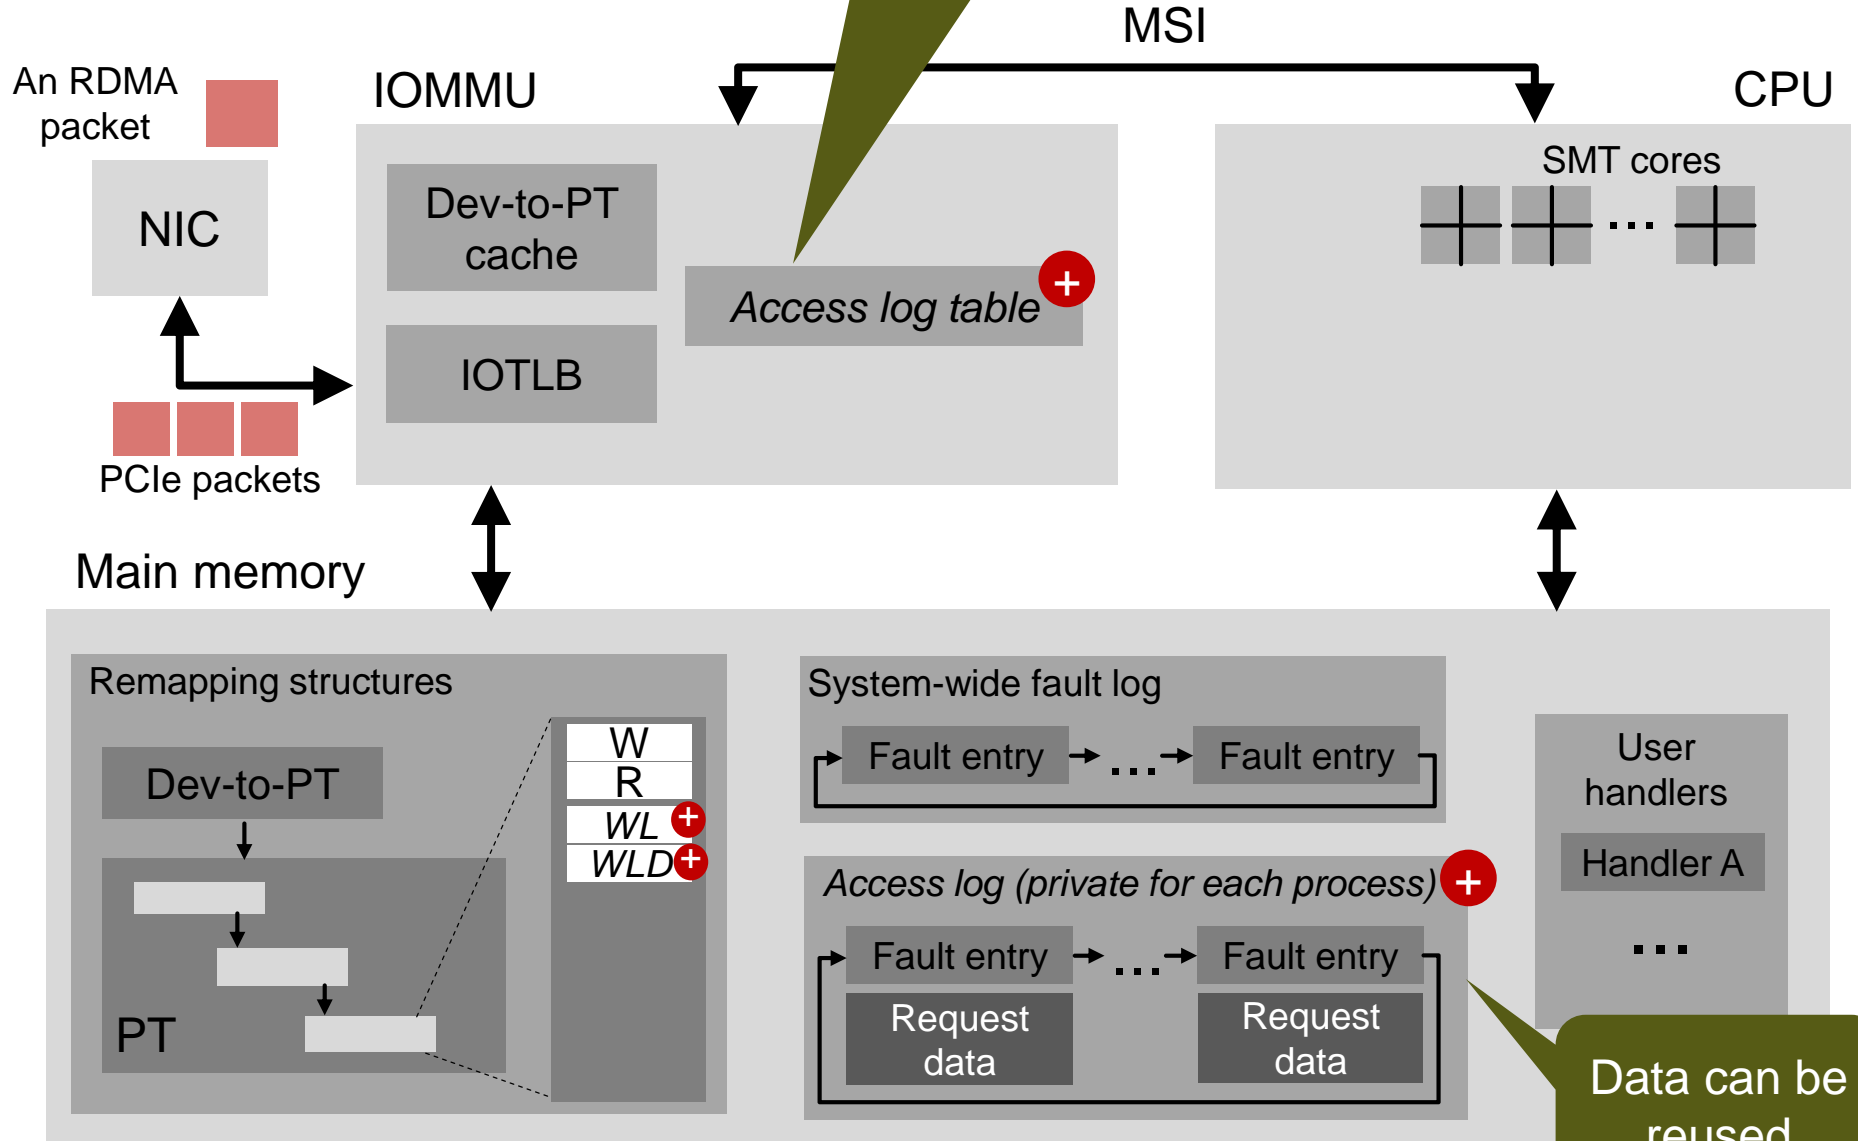 MSI
An RDMA
packet
IOMMU
CPU
NIC
Dev-to-PT
cache
Access log table
+
IOTLB
SMT cores
...
PCIe packets
Main memory
Remapping structures
Dev-to-PT
PT
W
R
WL +
WLD +
System-wide fault log
Fault entry ... Fault entry
Access log (private for each process) +
Fault entry ... Fault entry
Request
data
Request
data
User
handlers
Handler A
...
Data can be
reused